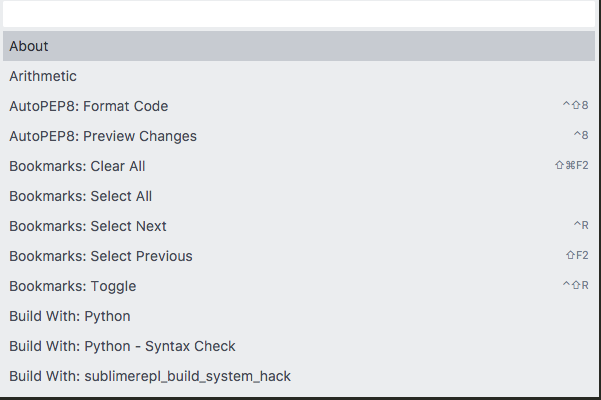 About
Arithmetic
AutoPEP8: Format Code ^⇧8
AutoPEP8: Preview Changes ^8
Bookmarks: Clear All ⇧⌘F2
Bookmarks: Select All
Bookmarks: Select Next ^R
Bookmarks: Select Previous ⇧F2
Bookmarks: Toggle ^⇧R
Build With: Python
Build With: Python - Syntax Check
Build With: sublimerepl_build_system_hack